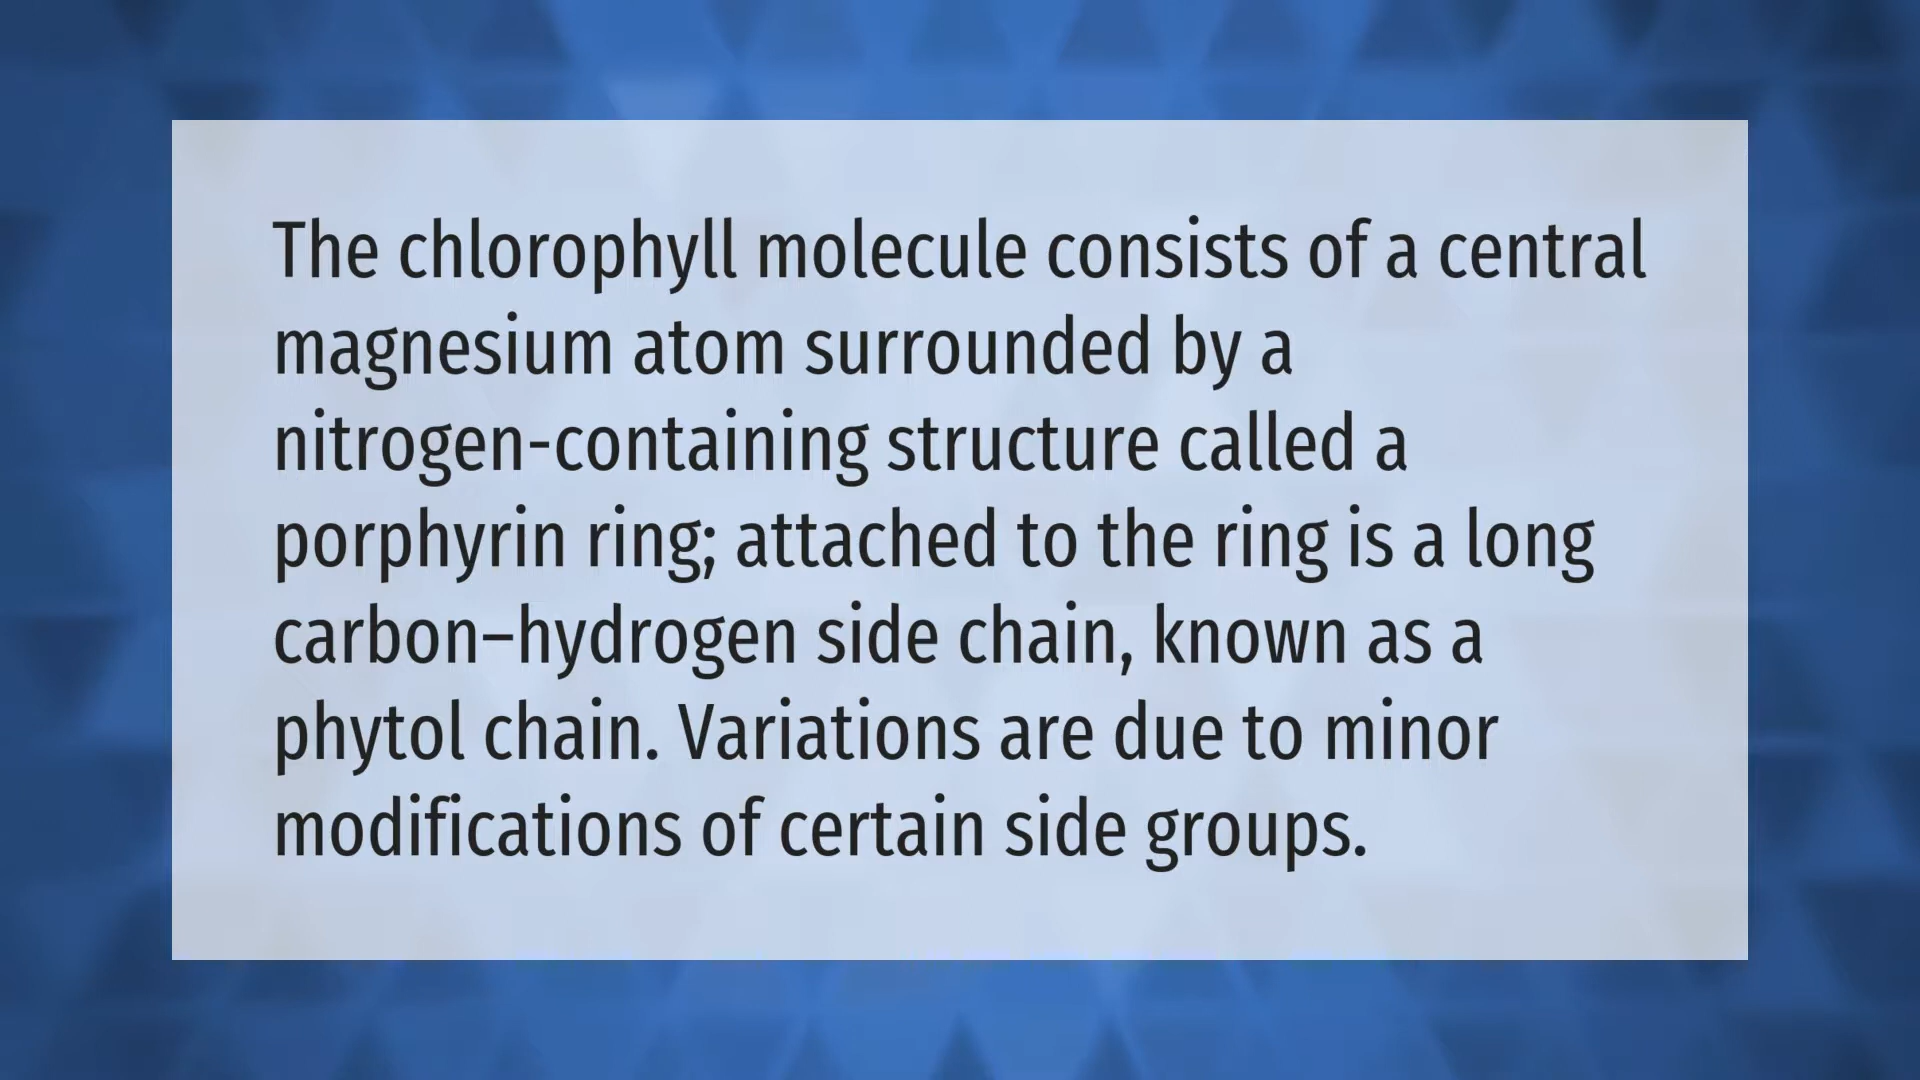 The chlorophyll molecule consists of a central
magnesium atom surrounded by a
nitrogen-containing structure called a
porphyrin ring; attached to the ring is a long
carbon–hydrogen side chain, known as a
phytol chain. Variations are due to minor
modifications of certain side groups.